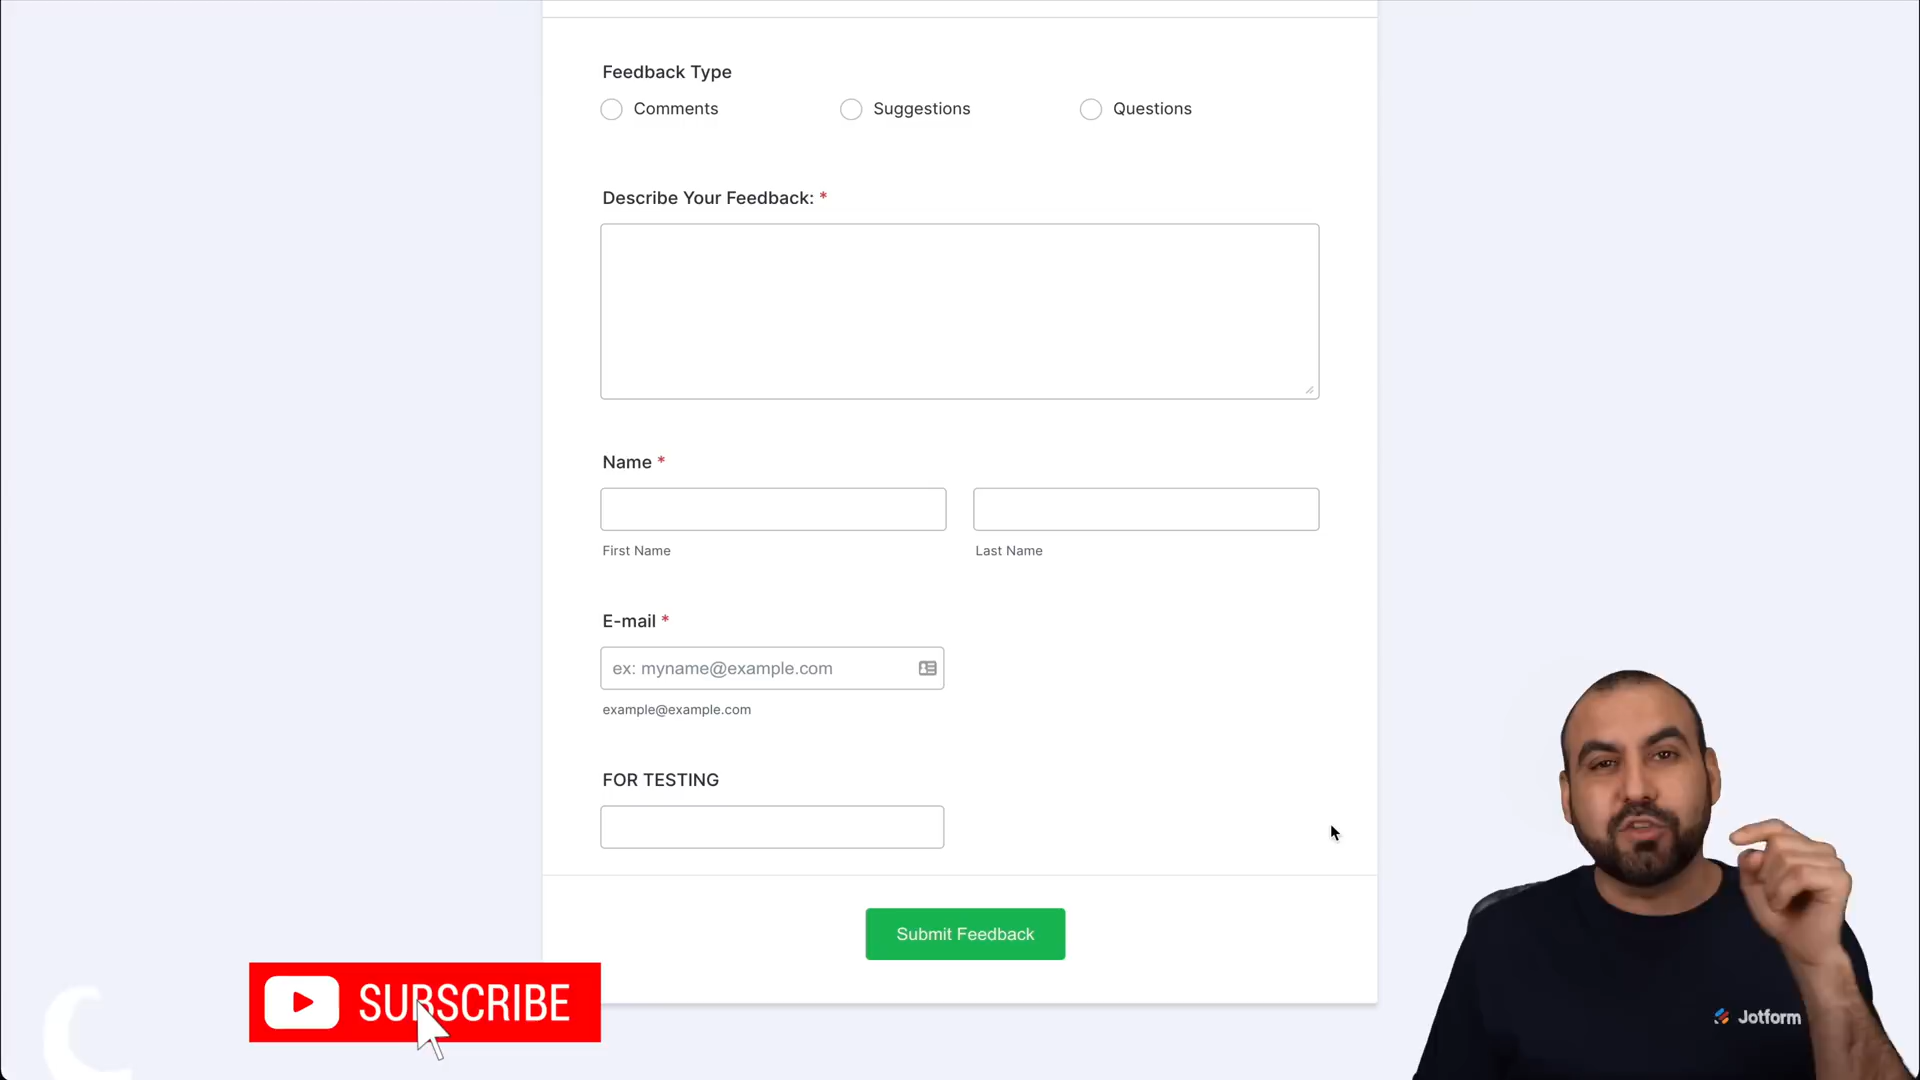 Feedback Type
Comments Suggestions Questions
Describe Your Feedback: *
Name *
First Name Last Name
E-mail *
ex: myname@example.com
example@example.com
FOR TESTING
Submit Feedback
SUBSCRIBE
Jotform